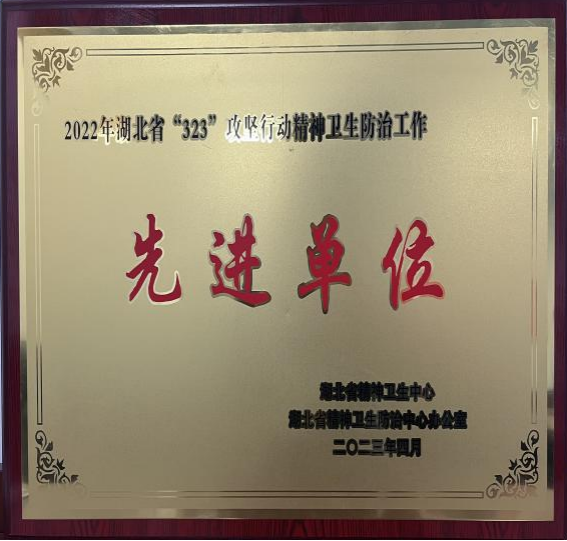 2022年湖北省“323”攻坚行动精神卫生防治工作
先进单位
湖北省精神卫生中心
湖北省精神卫生防治中心办公室
二〇二三年四月